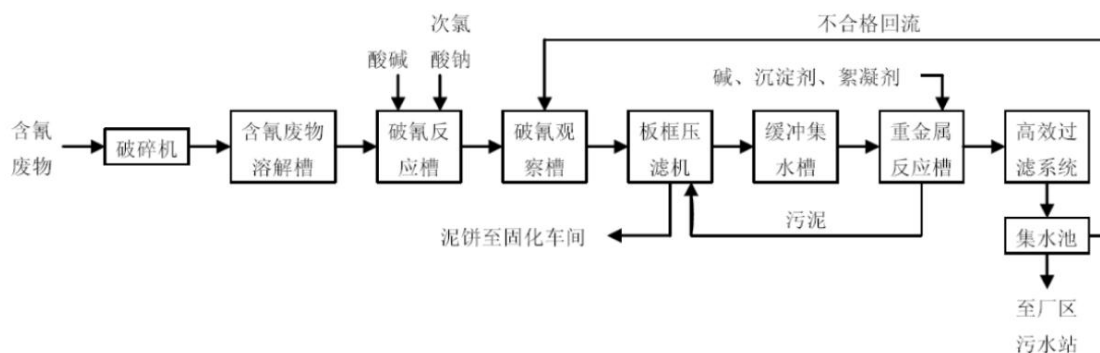 不合格回流
次氯
酸碱
酸钠
碱、沉淀剂、絮凝剂
含氰
废物
破碎机
含氰废物
溶解槽
破氰反
应槽
破氰观
察槽
板框压
滤机
缓冲集
水槽
重金属
反应槽
高效过
滤系统
污泥
泥饼至固化车间
集水池
至厂区
污水站